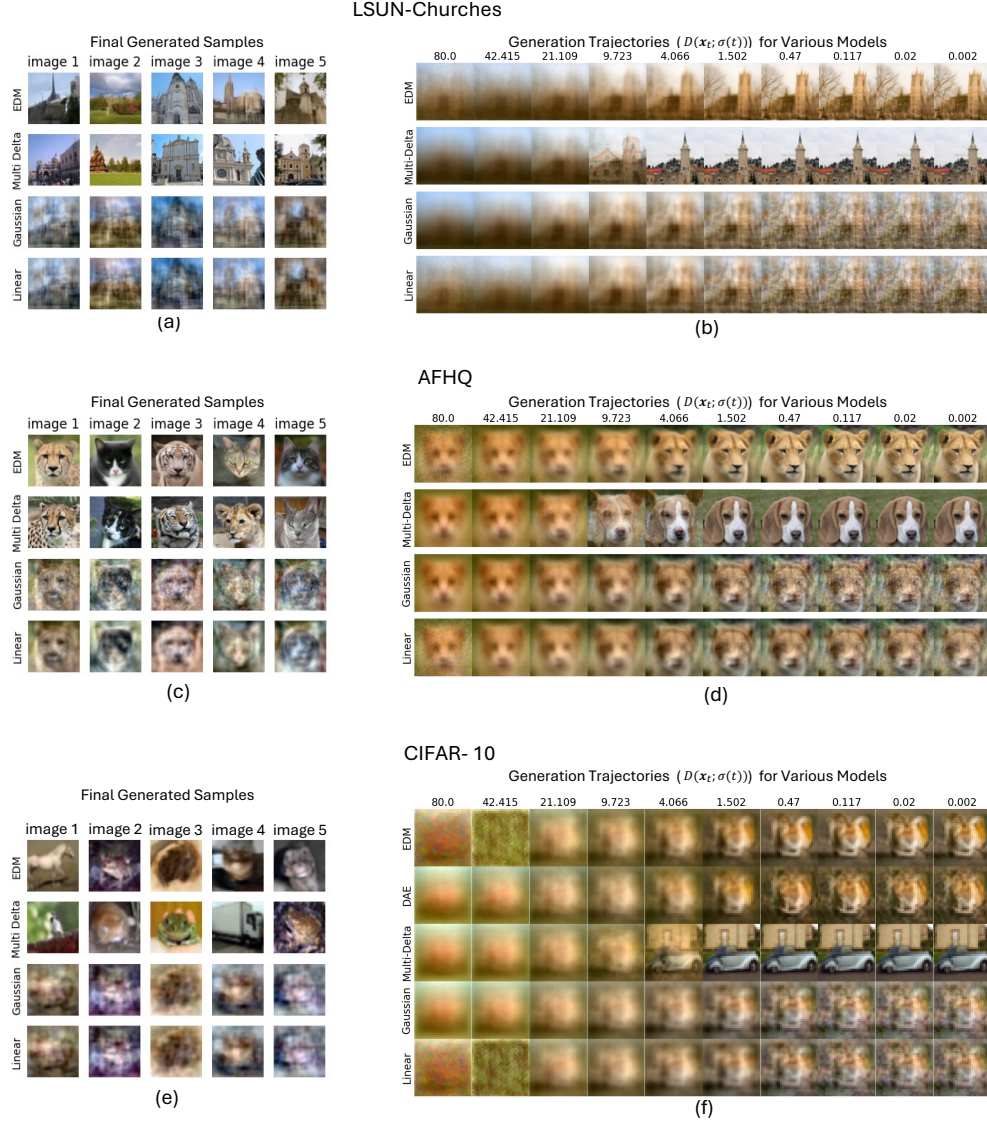 LSUN-Churches
Final Generated Samples
image 1 image 2 image 3 image 4 image 5
EDM
Multi Delta
Gaussian
Linear
(a)
Generation Trajectories (D(𝒙ₜ; σ(t))) for Various Models
80.0 42.415 21.109 9.723 4.066 1.502 0.47 0.117 0.02 0.002
EDM
Multi-Delta
Gaussian
Linear
(b)
AFHQ
Final Generated Samples
image 1 image 2 image 3 image 4 image 5
EDM
Multi Delta
Gaussian
Linear
(c)
Generation Trajectories (D(𝒙ₜ; σ(t))) for Various Models
80.0 42.415 21.109 9.723 4.066 1.502 0.47 0.117 0.02 0.002
EDM
Multi-Delta
Gaussian
Linear
(d)
CIFAR- 10
Final Generated Samples
image 1 image 2 image 3 image 4 image 5
EDM
Multi Delta
Gaussian
Linear
(e)
Generation Trajectories (D(𝒙ₜ; σ(t))) for Various Models
80.0 42.415 21.109 9.723 4.066 1.502 0.47 0.117 0.02 0.002
EDM
DAE
Multi-Delta
Gaussian
Linear
(f)